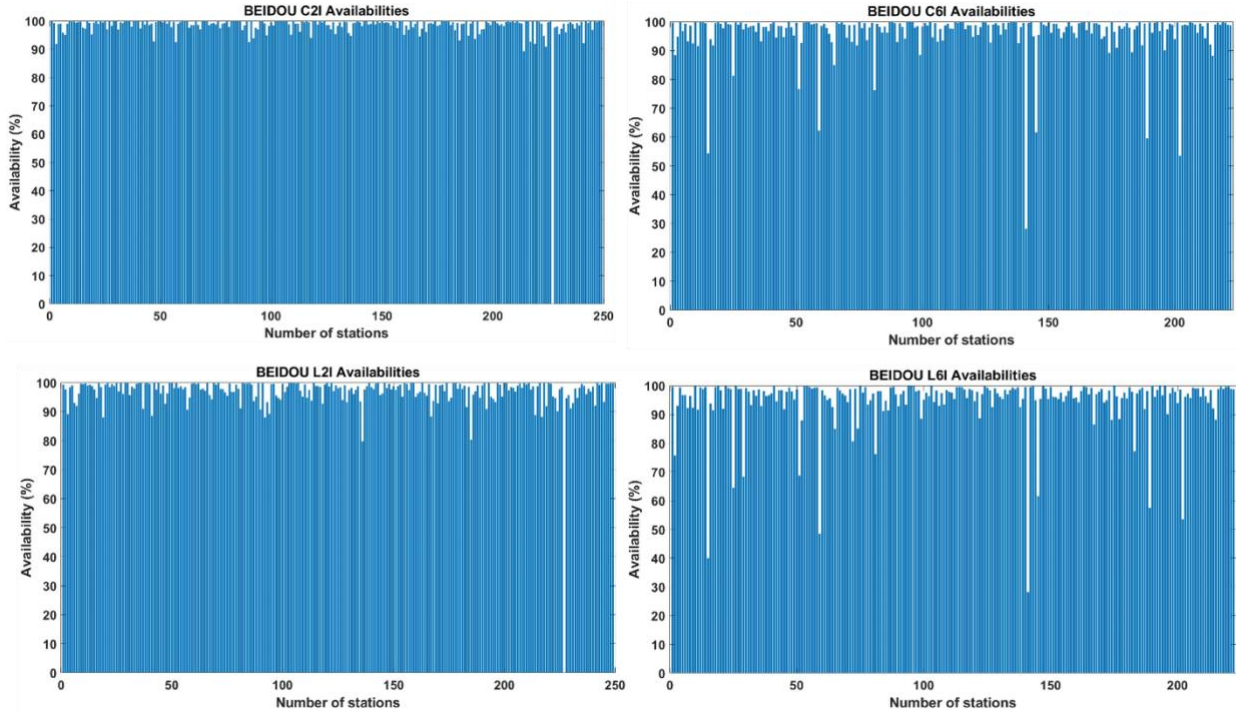 BEIDOU C2I Availabilities
Availability (%)
100
90
80
70
60
50
40
30
20
10
0
0 50 100 150 200 250
Number of stations
BEIDOU C6I Availabilities
Availability (%)
100
90
80
70
60
50
40
30
20
10
0
0 50 100 150 200
Number of stations
BEIDOU L2I Availabilities
Availability (%)
100
90
80
70
60
50
40
30
20
10
0
0 50 100 150 200 250
Number of stations
BEIDOU L6I Availabilities
Availability (%)
100
90
80
70
60
50
40
30
20
10
0
0 50 100 150 200
Number of stations